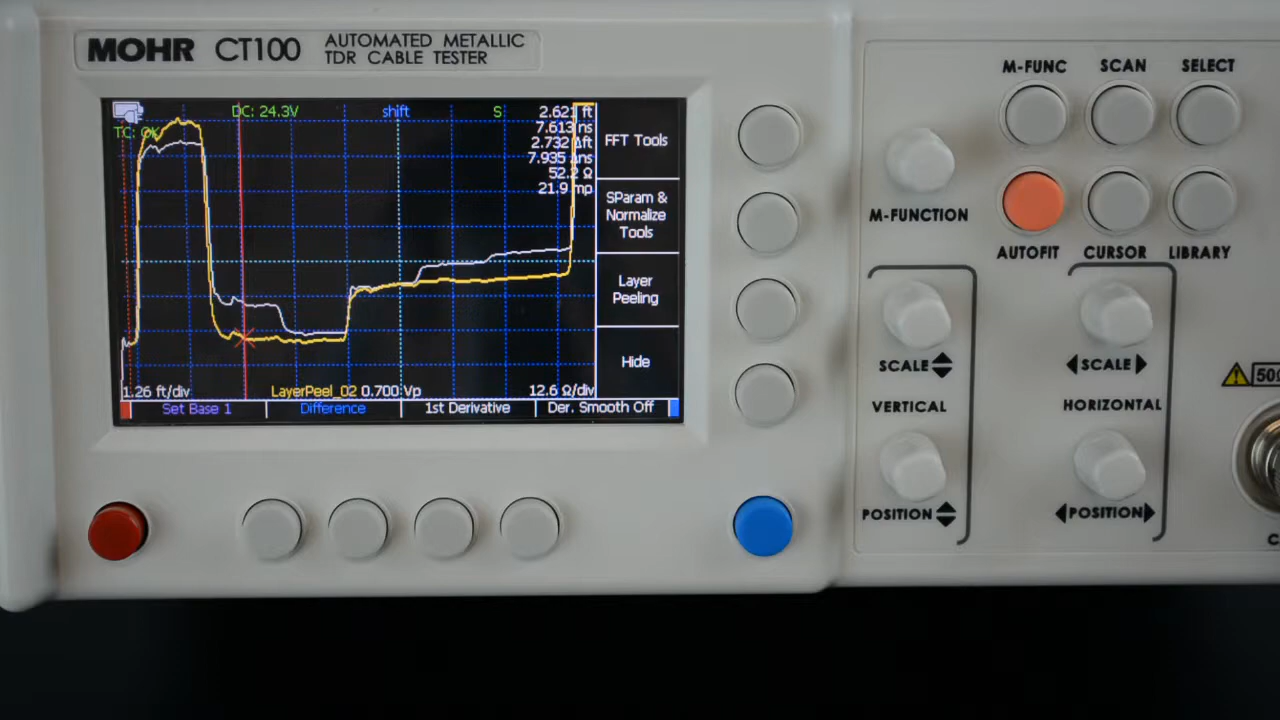 MOHR CT100 AUTOMATED METALLIC
TDR CABLE TESTER
DC: 24.3V shift S 2.621 ft
TC: OK 7.613 ns
2.732 Δft
7.935 Δns
52.2 Ω
21.9 mρ
FFT Tools
SParam &
Normalize
Tools
Layer
Peeling
Hide
1.26 ft/div LayerPeel_02 0.700 Vp 12.6 Ω/div
Set Base 1 Difference 1st Derivative Der. Smooth Off
M-FUNC SCAN SELECT
M-FUNCTION
AUTOFIT CURSOR LIBRARY
SCALE SCALE
VERTICAL HORIZONTAL
POSITION POSITION
50Ω